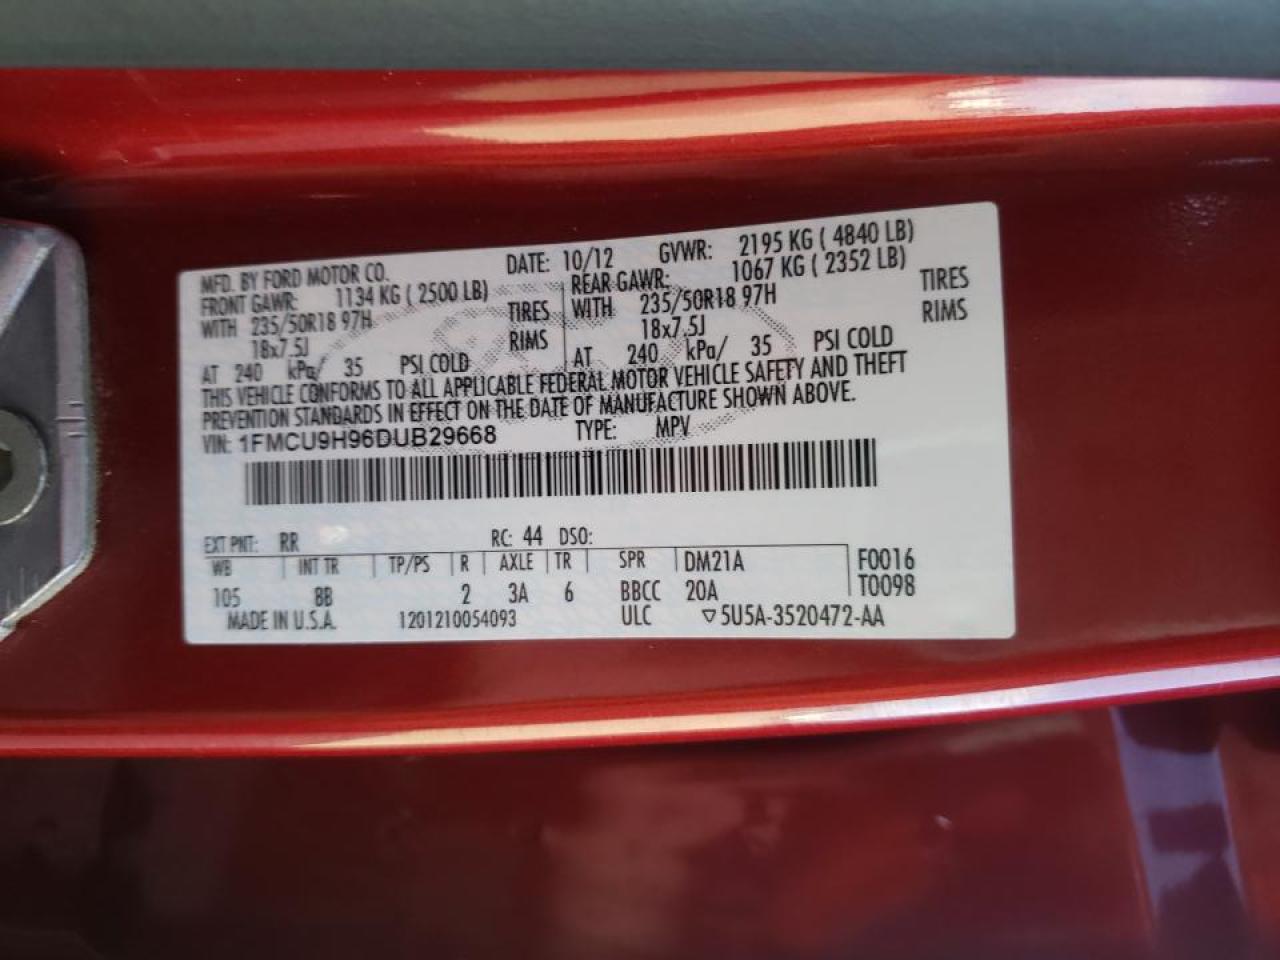 MFD. BY FORD MOTOR CO. DATE: 10/12 GVWR: 2195 KG ( 4840 LB)
FRONT GAWR: 1134 KG ( 2500 LB) REAR GAWR: 1067 KG ( 2352 LB)
WITH 235/50R18 97H TIRES WITH 235/50R18 97H TIRES
18x7.5J RIMS 18x7.5J RIMS
AT 240 kPa/ 35 PSI COLD AT 240 kPa/ 35 PSI COLD
THIS VEHICLE CONFORMS TO ALL APPLICABLE FEDERAL MOTOR VEHICLE SAFETY AND THEFT
PREVENTION STANDARDS IN EFFECT ON THE DATE OF MANUFACTURE SHOWN ABOVE.
VIN: 1FMCU9H96DUB29668 TYPE: MPV
EXT PNT: RR RC: 44 DSO:
WB INT TR TP/PS R AXLE TR SPR DM21A F0016
105 BB 2 3A 6 BBCC 20A T0098
MADE IN U.S.A. 1201210054093 ULC ▽5U5A-3520472-AA